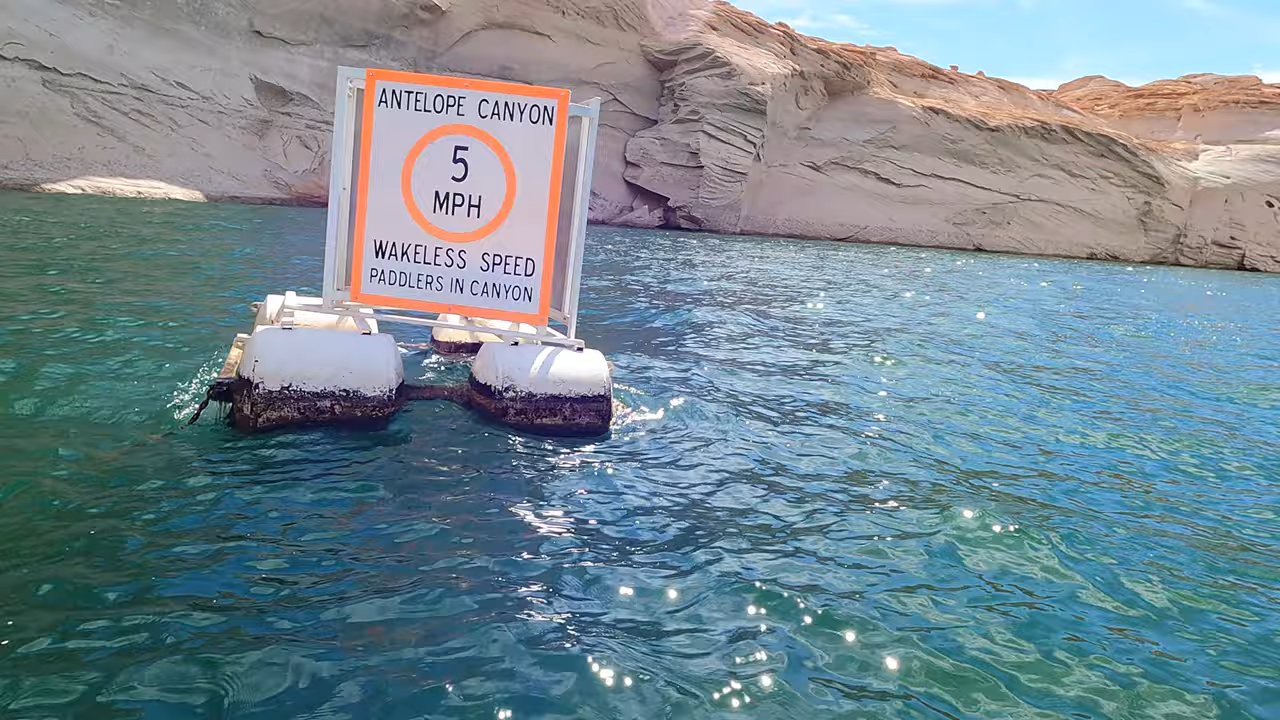 ANTELOPE CANYON
5
MPH
WAKELESS SPEED
PADDLERS IN CANYON